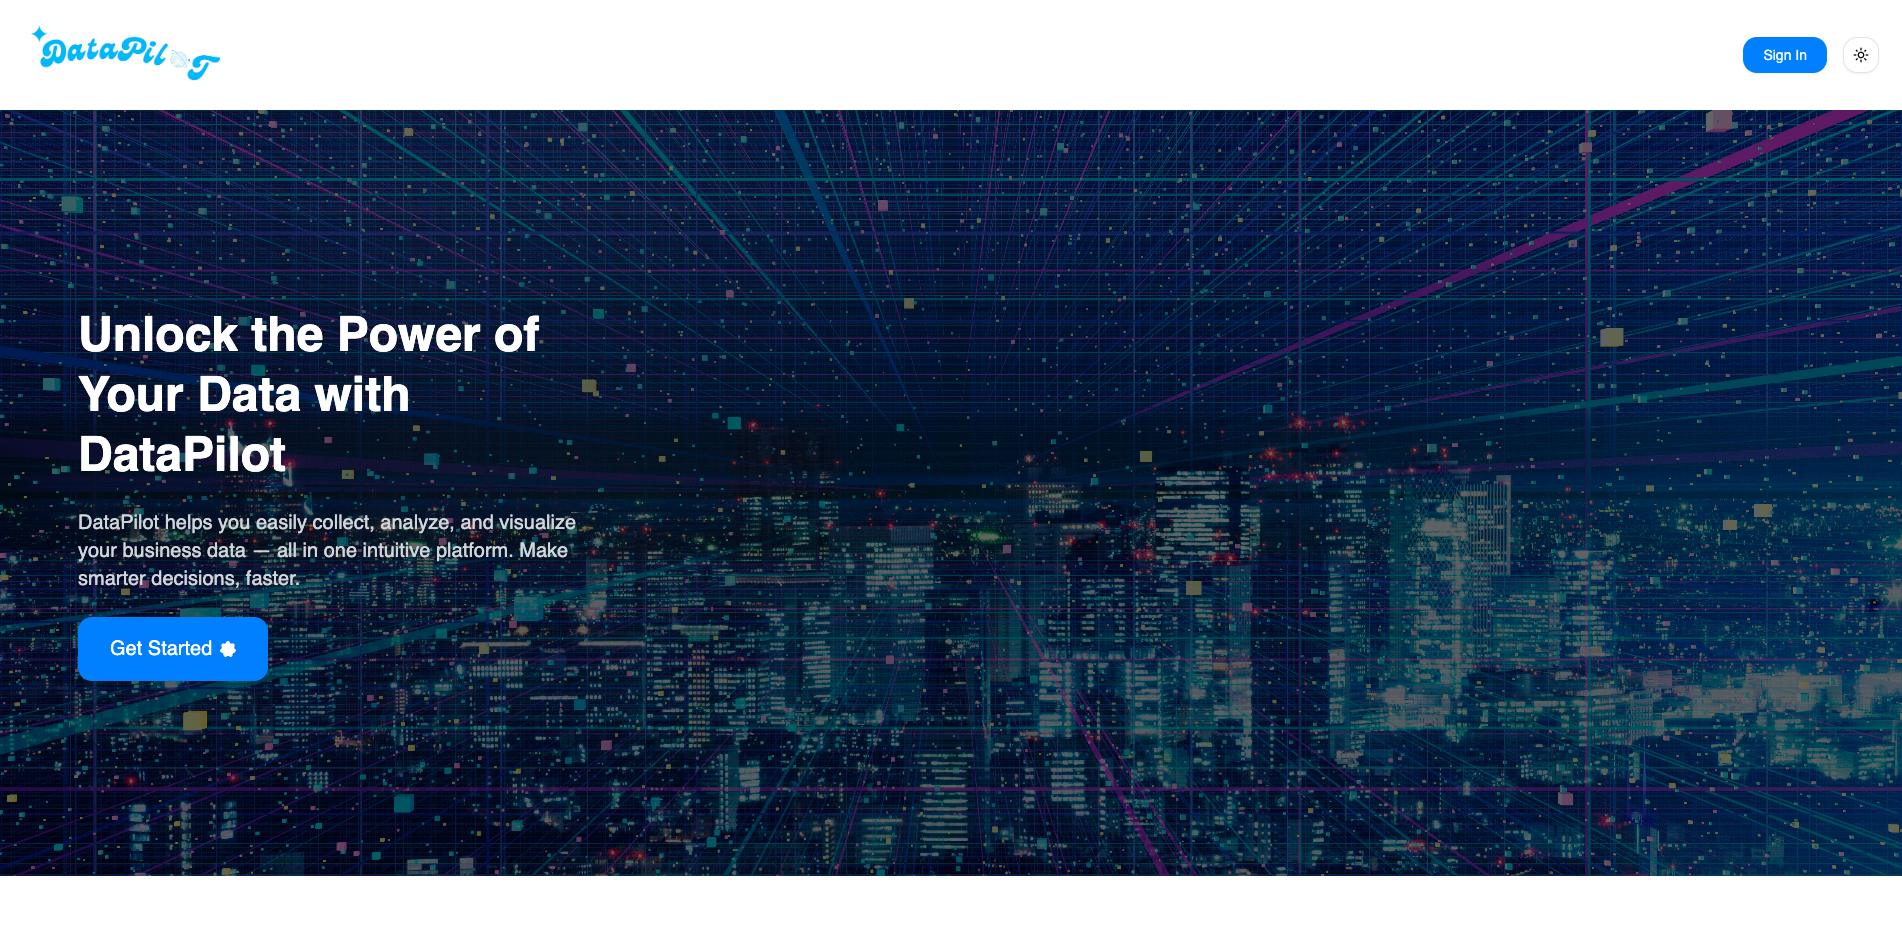 DataPiloT
Sign In
Unlock the Power of
Your Data with
DataPilot
DataPilot helps you easily collect, analyze, and visualize
your business data — all in one intuitive platform. Make
smarter decisions, faster.
Get Started